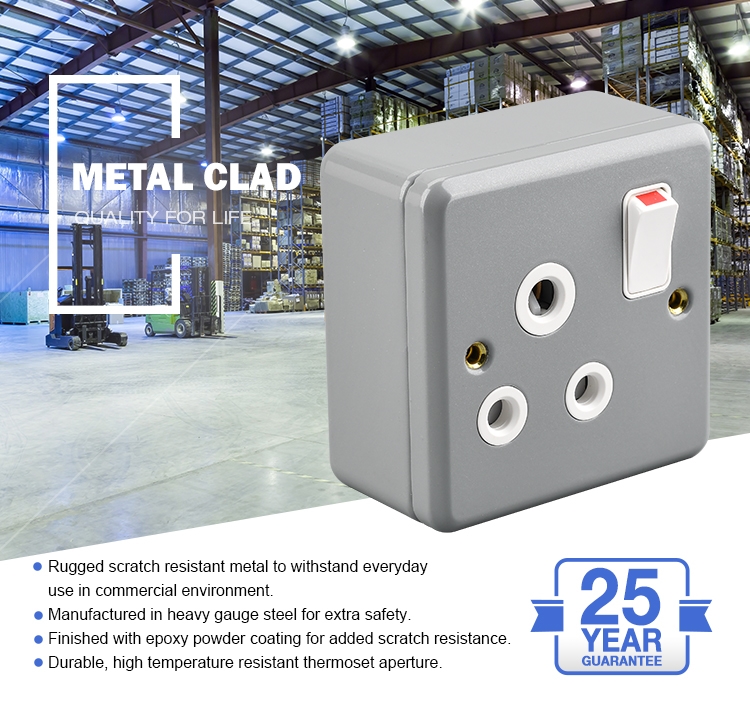 METAL CLAD
QUALITY FOR LIFE
Rugged scratch resistant metal to withstand everyday
use in commercial environment.
Manufactured in heavy gauge steel for extra safety.
Finished with epoxy powder coating for added scratch resistance.
Durable, high temperature resistant thermoset aperture.
25
YEAR
GUARANTEE